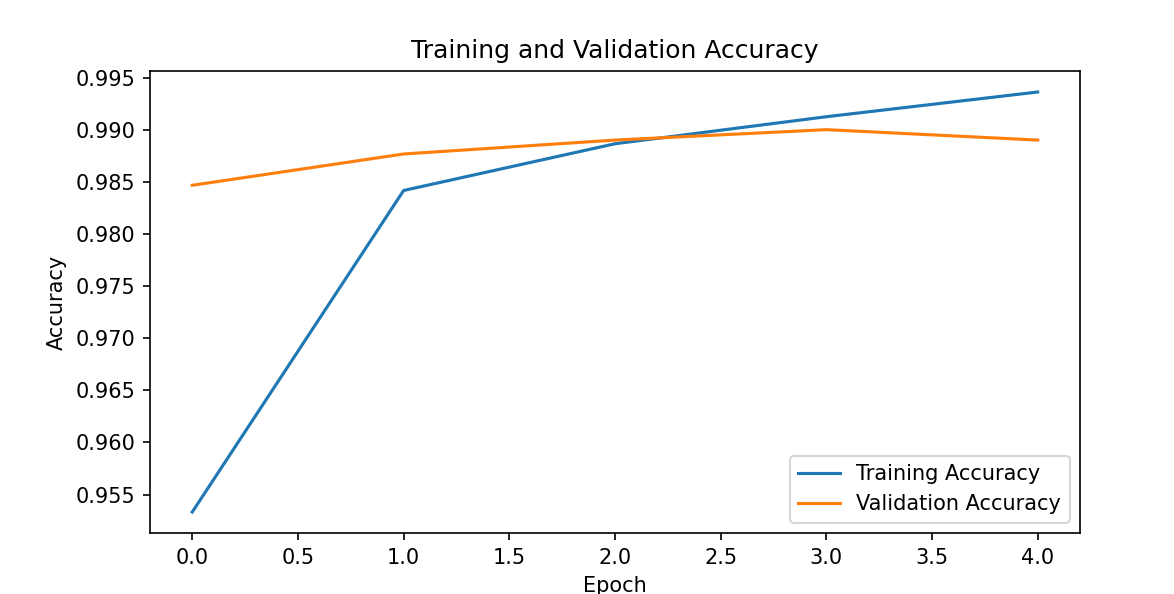 Training and Validation Accuracy
0.995
0.990
0.985
0.980
0.975
0.970
0.965
0.960
0.955
Accuracy
Training Accuracy
Validation Accuracy
0.0 0.5 1.0 1.5 2.0 2.5 3.0 3.5 4.0
Epoch